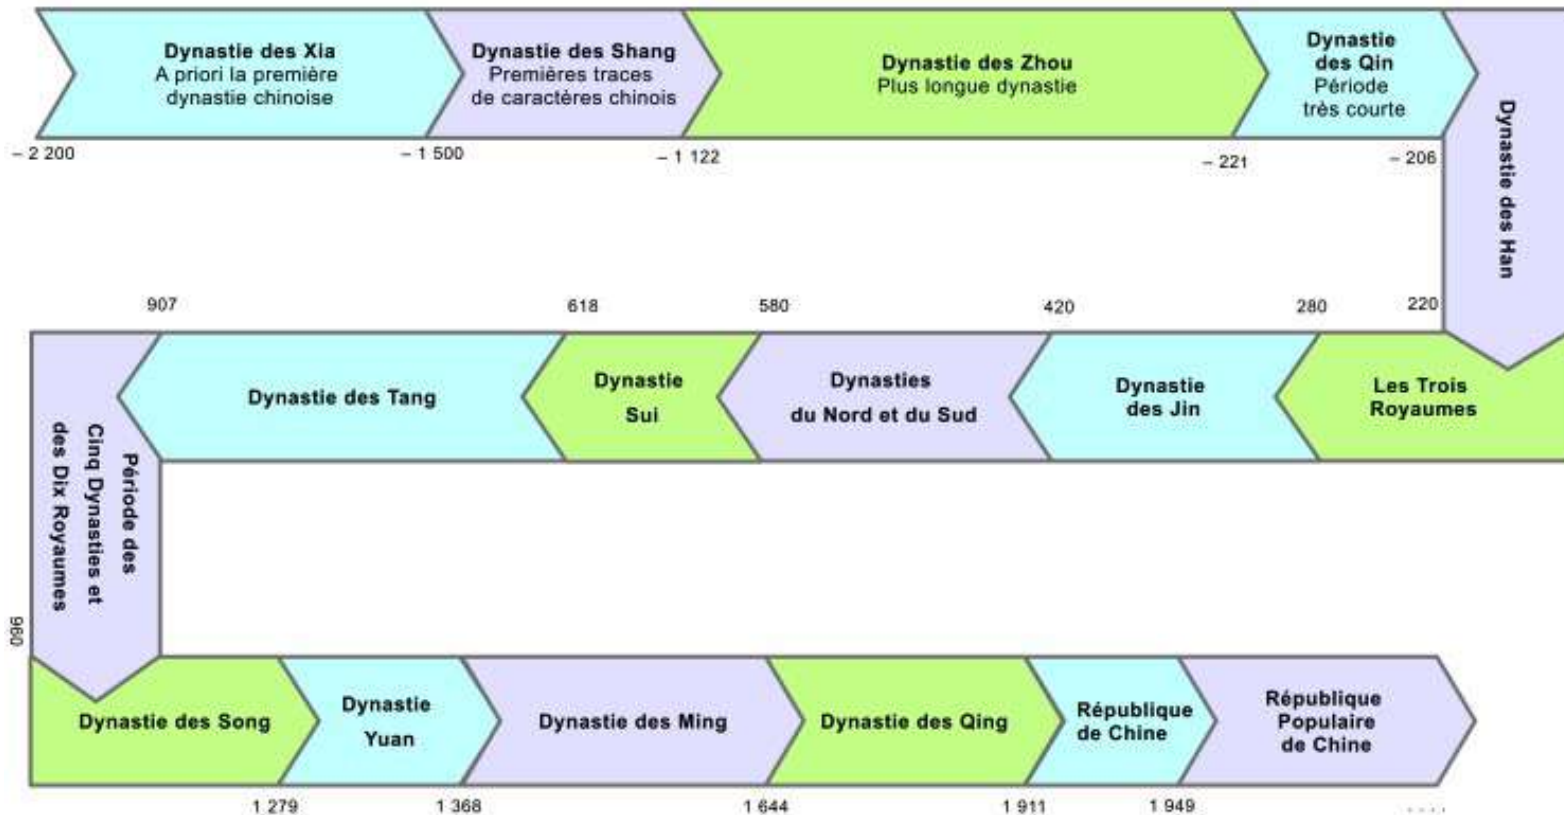 Dynastie des Xia
A priori la première
dynastie chinoise
Dynastie des Shang
Premières traces
de caractères chinois
Dynastie des Zhou
Plus longue dynastie
Dynastie
des Qin
Période
très courte
Dynastie des Han
– 2 200
– 1 500
– 1 122
– 221
– 206
907
618
580
420
280
220
Les Trois
Royaumes
Dynastie
des Jin
Dynasties
du Nord et du Sud
Dynastie
Sui
Dynastie des Tang
Période des
Cinq Dynasties et
des Dix Royaumes
960
Dynastie des Song
Dynastie
Yuan
Dynastie des Ming
Dynastie des Qing
République
de Chine
République
Populaire
de Chine
1 279
1 368
1 644
1 911
1 949
....